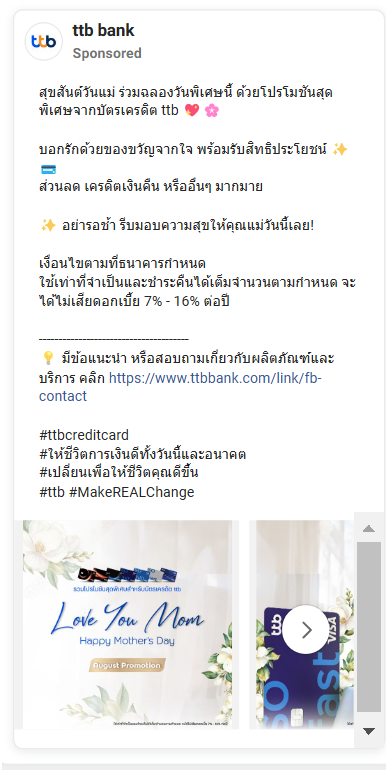 ttb bank
Sponsored
สุขสันต์วันแม่ ร่วมฉลองวันพิเศษนี้ ด้วยโปรโมชันสุด
พิเศษจากบัตรเครดิต ttb 💖 🌸
บอกรักด้วยของขวัญจากใจ พร้อมรับสิทธิประโยชน์ ✨
💳
ส่วนลด เครดิตเงินคืน หรืออื่นๆ มากมาย
✨ อย่ารอช้า รีบมอบความสุขให้คุณแม่วันนี้เลย!
เงื่อนไขตามที่ธนาคารกำหนด
ใช้เท่าที่จำเป็นและชำระคืนได้เต็มจำนวนตามกำหนด จะ
ได้ไม่เสียดอกเบี้ย 7% - 16% ต่อปี
--------------------------------------
💡 มีข้อแนะนำ หรือสอบถามเกี่ยวกับผลิตภัณฑ์และ
บริการ คลิก https://www.ttbbank.com/link/fb-
contact
#ttbcreditcard
#ให้ชีวิตการเงินดีทั้งวันนี้และอนาคต
#เปลี่ยนเพื่อให้ชีวิตคุณดีขึ้น
#ttb #MakeREALChange
รวมโปรโมชันสุดพิเศษสำหรับบัตรเครดิต ttb
Love You Mom
Happy Mother's Day
August Promotion
ttb
VISA
so
fast